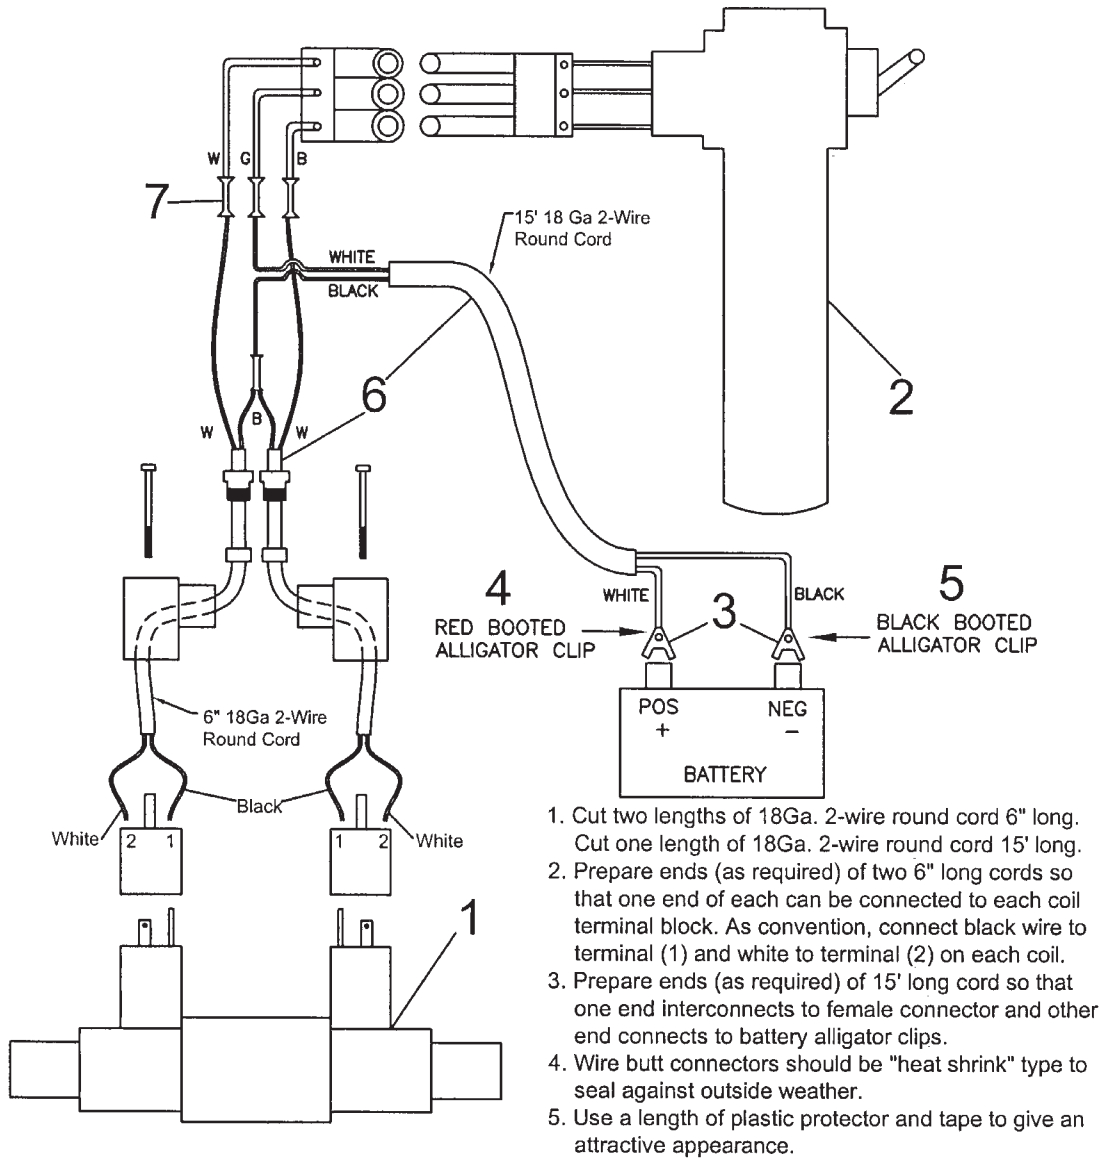 W G B
7
15' 18 Ga 2-Wire
Round Cord
WHITE
BLACK
6
2
W B W
4
RED BOOTED
ALLIGATOR CLIP
WHITE
3
BLACK
5
BLACK BOOTED
ALLIGATOR CLIP
POS
+
NEG
-
BATTERY
6" 18Ga 2-Wire
Round Cord
Black
White
2 1
1 2
White
1
1. Cut two lengths of 18Ga. 2-wire round cord 6" long.
Cut one length of 18Ga. 2-wire round cord 15' long.
2. Prepare ends (as required) of two 6" long cords so
that one end of each can be connected to each coil
terminal block. As convention, connect black wire to
terminal (1) and white to terminal (2) on each coil.
3. Prepare ends (as required) of 15' long cord so that
one end interconnects to female connector and other
end connects to battery alligator clips.
4. Wire butt connectors should be "heat shrink" type to
seal against outside weather.
5. Use a length of plastic protector and tape to give an
attractive appearance.